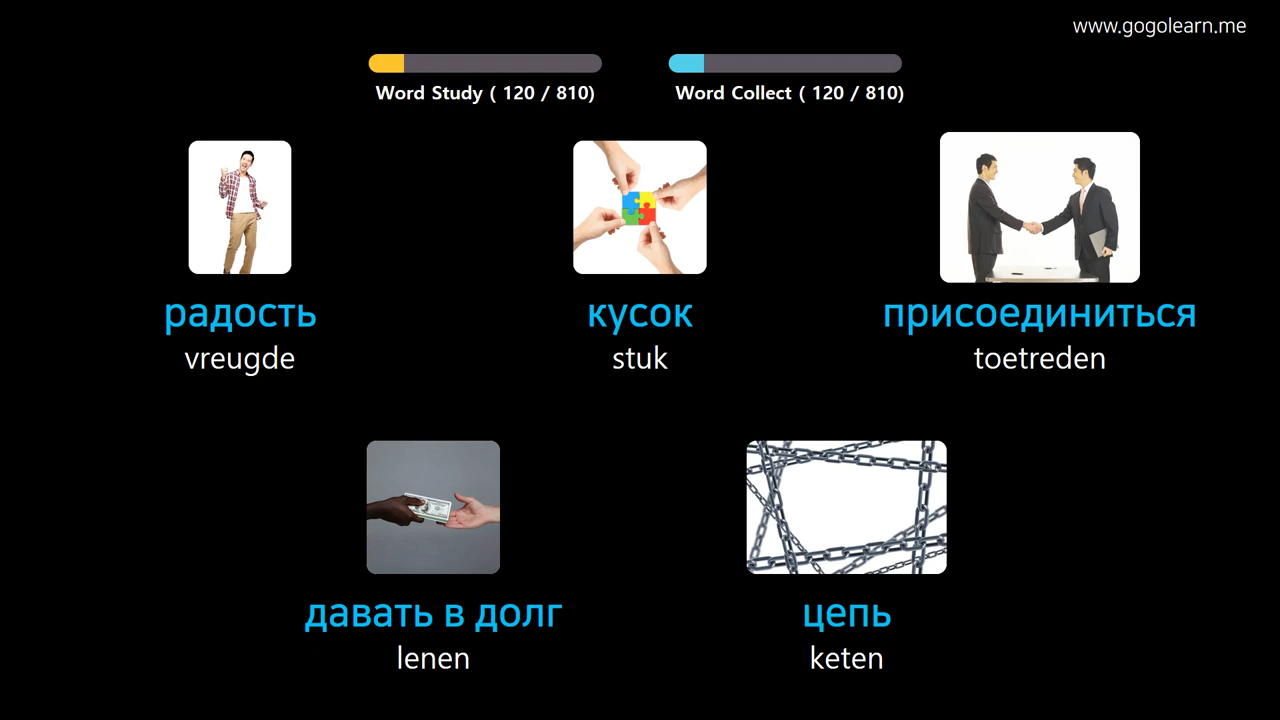 www.gogolearn.me
Word Study ( 120 / 810)
Word Collect ( 120 / 810)
радость
vreugde
кусок
stuk
присоединиться
toetreden
давать в долг
lenen
цепь
keten